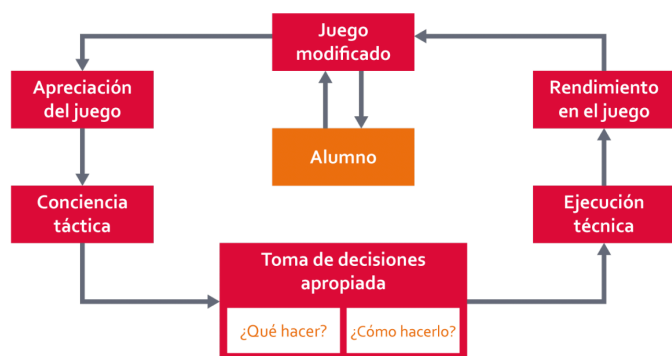 Juego
modificado
Apreciación
del juego
Rendimiento
en el juego
Alumno
Conciencia
táctica
Ejecución
técnica
Toma de decisiones
apropiada
¿Qué hacer?
¿Cómo hacerlo?